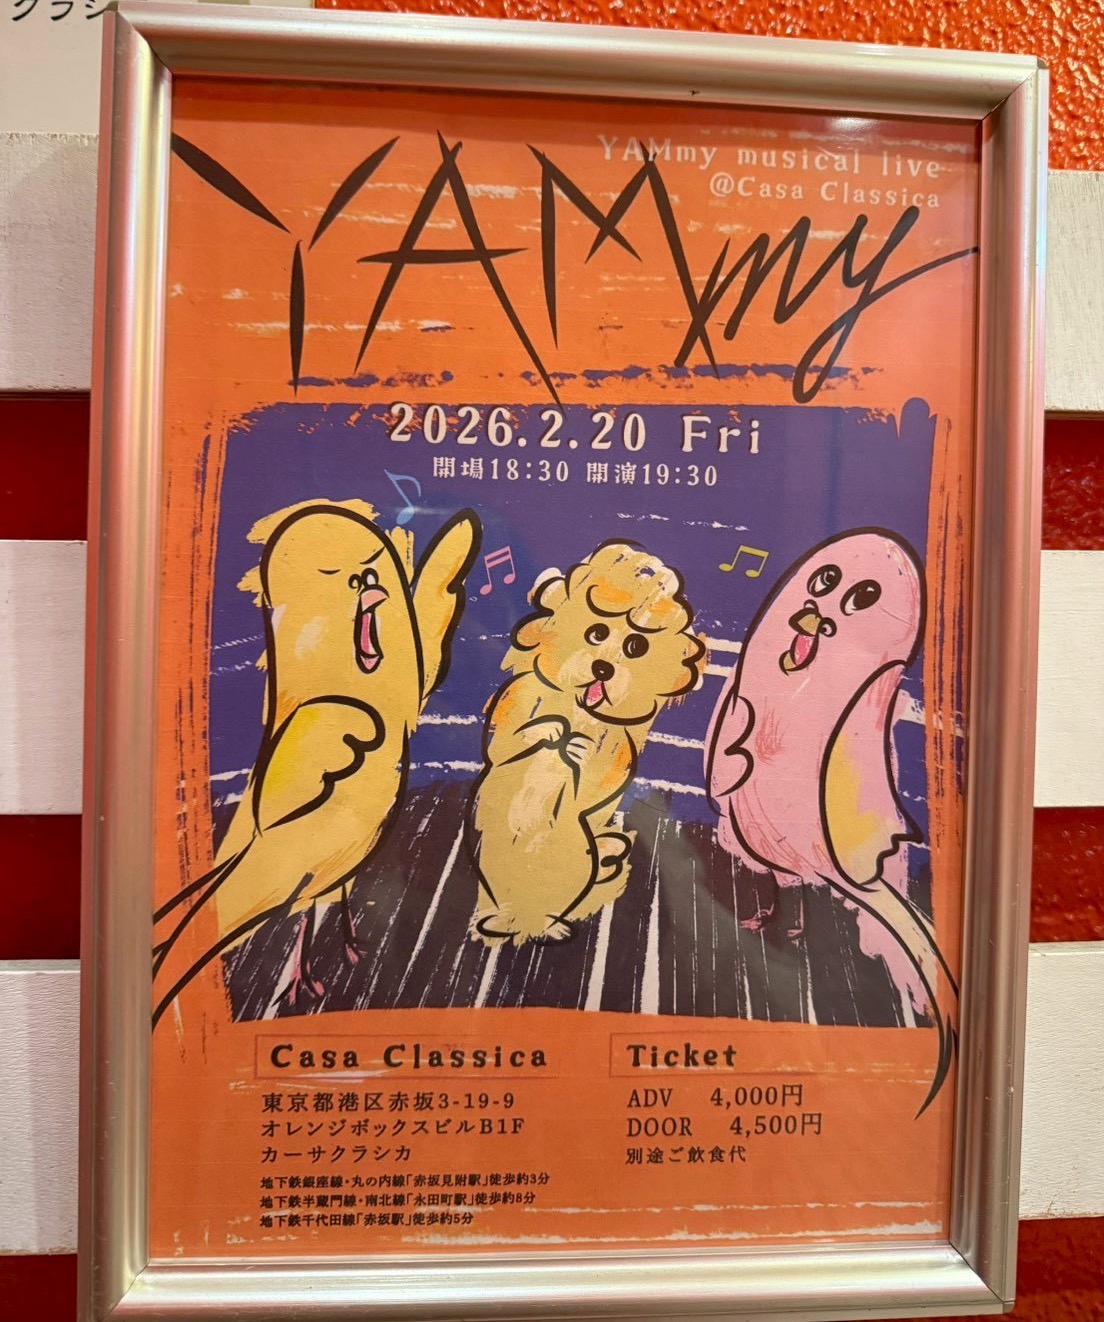 クラシ
YAMmy musical live
@Casa Classica
YAMmy
2026.2.20 Fri
開場18:30 開演19:30
Casa Classica
東京都港区赤坂3-19-9
オレンジボックスビルB1F
カーサクラシカ
地下鉄銀座線・丸の内線「赤坂見附駅」徒歩約3分
地下鉄半蔵門線・南北線「永田町駅」徒歩約8分
地下鉄千代田線「赤坂駅」徒歩約5分
Ticket
ADV 4,000円
DOOR 4,500円
別途ご飲食代